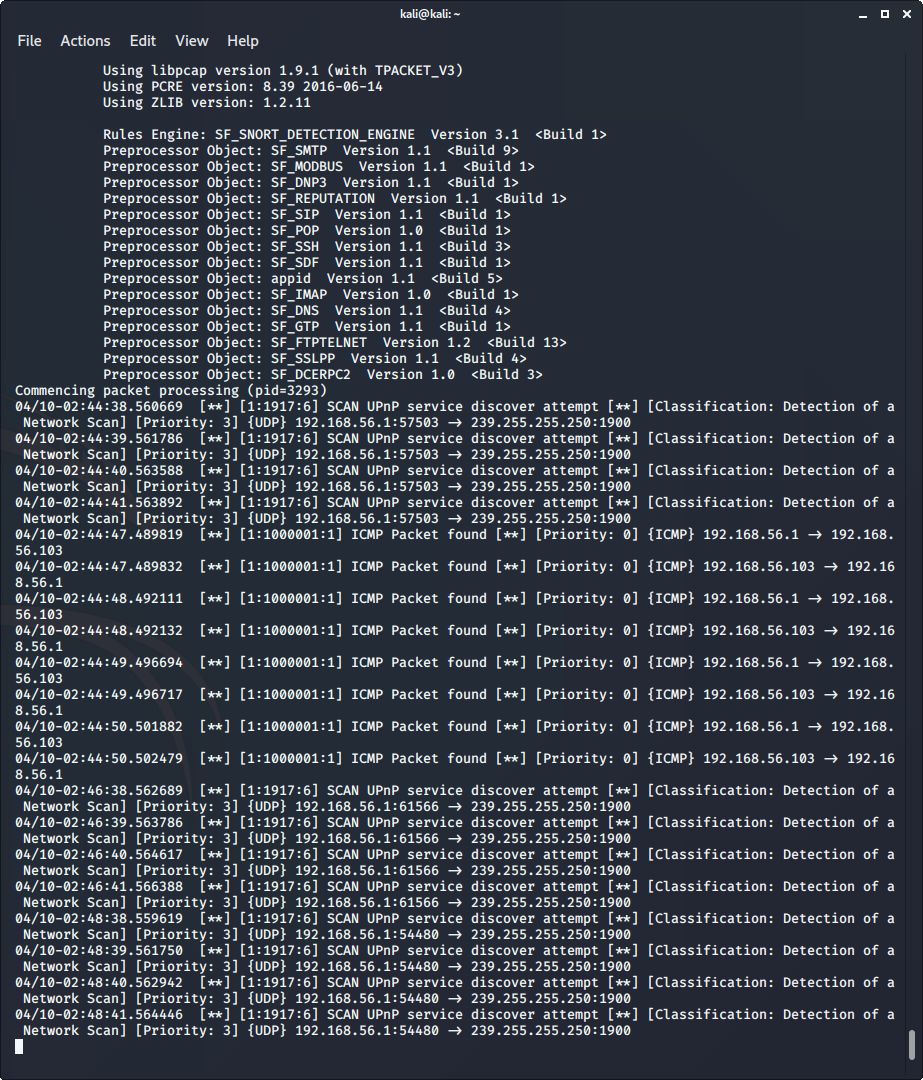 kali@kali: ~
File Actions Edit View Help
Using libpcap version 1.9.1 (with TPACKET_V3)
Using PCRE version: 8.39 2016-06-14
Using ZLIB version: 1.2.11
Rules Engine: SF_SNORT_DETECTION_ENGINE Version 3.1 <Build 1>
Preprocessor Object: SF_SMTP Version 1.1 <Build 9>
Preprocessor Object: SF_MODBUS Version 1.1 <Build 1>
Preprocessor Object: SF_DNP3 Version 1.1 <Build 1>
Preprocessor Object: SF_REPUTATION Version 1.1 <Build 1>
Preprocessor Object: SF_SIP Version 1.1 <Build 1>
Preprocessor Object: SF_POP Version 1.0 <Build 1>
Preprocessor Object: SF_SSH Version 1.1 <Build 3>
Preprocessor Object: SF_SDF Version 1.1 <Build 1>
Preprocessor Object: appid Version 1.1 <Build 5>
Preprocessor Object: SF_IMAP Version 1.0 <Build 1>
Preprocessor Object: SF_DNS Version 1.1 <Build 4>
Preprocessor Object: SF_GTP Version 1.1 <Build 1>
Preprocessor Object: SF_FTPTELNET Version 1.2 <Build 13>
Preprocessor Object: SF_SSLPP Version 1.1 <Build 4>
Preprocessor Object: SF_DCERPC2 Version 1.0 <Build 3>
Commencing packet processing (pid=3293)
04/10-02:44:38.560669 [**] [1:1917:6] SCAN UPnP service discover attempt [**] [Classification: Detection of a
Network Scan] [Priority: 3] {UDP} 192.168.56.1:57503 → 239.255.255.250:1900
04/10-02:44:39.561786 [**] [1:1917:6] SCAN UPnP service discover attempt [**] [Classification: Detection of a
Network Scan] [Priority: 3] {UDP} 192.168.56.1:57503 → 239.255.255.250:1900
04/10-02:44:40.563588 [**] [1:1917:6] SCAN UPnP service discover attempt [**] [Classification: Detection of a
Network Scan] [Priority: 3] {UDP} 192.168.56.1:57503 → 239.255.255.250:1900
04/10-02:44:41.563892 [**] [1:1917:6] SCAN UPnP service discover attempt [**] [Classification: Detection of a
Network Scan] [Priority: 3] {UDP} 192.168.56.1:57503 → 239.255.255.250:1900
04/10-02:44:47.489819 [**] [1:1000001:1] ICMP Packet found [**] [Priority: 0] {ICMP} 192.168.56.1 → 192.168.
56.103
04/10-02:44:47.489832 [**] [1:1000001:1] ICMP Packet found [**] [Priority: 0] {ICMP} 192.168.56.103 → 192.16
8.56.1
04/10-02:44:48.492111 [**] [1:1000001:1] ICMP Packet found [**] [Priority: 0] {ICMP} 192.168.56.1 → 192.168.
56.103
04/10-02:44:48.492132 [**] [1:1000001:1] ICMP Packet found [**] [Priority: 0] {ICMP} 192.168.56.103 → 192.16
8.56.1
04/10-02:44:49.496694 [**] [1:1000001:1] ICMP Packet found [**] [Priority: 0] {ICMP} 192.168.56.1 → 192.168.
56.103
04/10-02:44:49.496717 [**] [1:1000001:1] ICMP Packet found [**] [Priority: 0] {ICMP} 192.168.56.103 → 192.16
8.56.1
04/10-02:44:50.501882 [**] [1:1000001:1] ICMP Packet found [**] [Priority: 0] {ICMP} 192.168.56.1 → 192.168.
56.103
04/10-02:44:50.502479 [**] [1:1000001:1] ICMP Packet found [**] [Priority: 0] {ICMP} 192.168.56.103 → 192.16
8.56.1
04/10-02:46:38.562689 [**] [1:1917:6] SCAN UPnP service discover attempt [**] [Classification: Detection of a
Network Scan] [Priority: 3] {UDP} 192.168.56.1:61566 → 239.255.255.250:1900
04/10-02:46:39.563786 [**] [1:1917:6] SCAN UPnP service discover attempt [**] [Classification: Detection of a
Network Scan] [Priority: 3] {UDP} 192.168.56.1:61566 → 239.255.255.250:1900
04/10-02:46:40.564617 [**] [1:1917:6] SCAN UPnP service discover attempt [**] [Classification: Detection of a
Network Scan] [Priority: 3] {UDP} 192.168.56.1:61566 → 239.255.255.250:1900
04/10-02:46:41.566388 [**] [1:1917:6] SCAN UPnP service discover attempt [**] [Classification: Detection of a
Network Scan] [Priority: 3] {UDP} 192.168.56.1:61566 → 239.255.255.250:1900
04/10-02:48:38.559619 [**] [1:1917:6] SCAN UPnP service discover attempt [**] [Classification: Detection of a
Network Scan] [Priority: 3] {UDP} 192.168.56.1:54480 → 239.255.255.250:1900
04/10-02:48:39.561750 [**] [1:1917:6] SCAN UPnP service discover attempt [**] [Classification: Detection of a
Network Scan] [Priority: 3] {UDP} 192.168.56.1:54480 → 239.255.255.250:1900
04/10-02:48:40.562942 [**] [1:1917:6] SCAN UPnP service discover attempt [**] [Classification: Detection of a
Network Scan] [Priority: 3] {UDP} 192.168.56.1:54480 → 239.255.255.250:1900
04/10-02:48:41.564446 [**] [1:1917:6] SCAN UPnP service discover attempt [**] [Classification: Detection of a
Network Scan] [Priority: 3] {UDP} 192.168.56.1:54480 → 239.255.255.250:1900